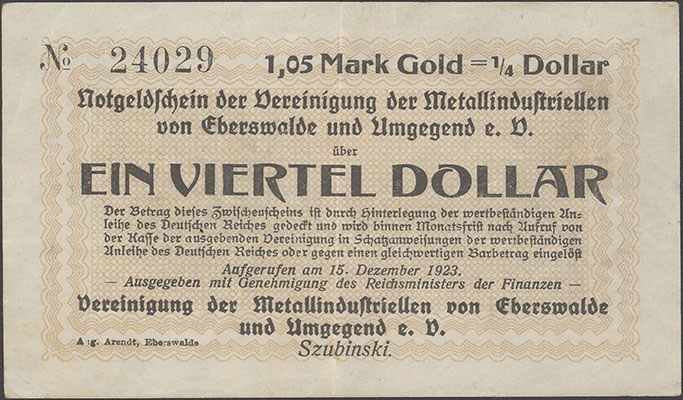 № 24029 1,05 Mark Gold = 1/4 Dollar
Notgeldschein der Vereinigung der Metallindustriellen
von Eberswalde und Umgegend e. V.
über
EIN VIERTEL DOLLAR
Der Betrag dieses Zwischenscheins ist durch Hinterlegung der wertbeständigen An-
leihe des Deutschen Reiches gedeckt und wird binnen Monatsfrist nach Aufruf von
der Kasse der ausgebenden Vereinigung in Schatzanweisungen der wertbeständigen
Anleihe des Deutschen Reiches oder gegen einen gleichwertigen Barbetrag eingelöst
Aufgerufen am 15. Dezember 1923.
— Ausgegeben mit Genehmigung des Reichsministers der Finanzen —
Vereinigung der Metallindustriellen von Eberswalde
und Umgegend e. V.
Aug. Arendt, Eberswalde
Szubinski.